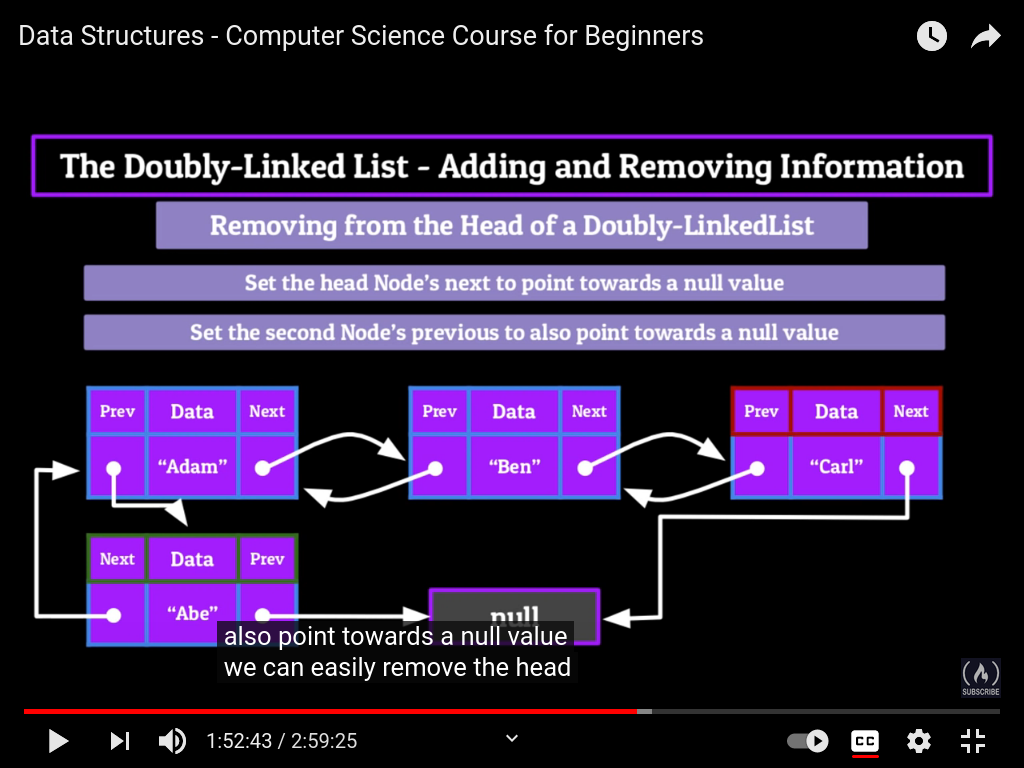 Data Structures - Computer Science Course for Beginners
The Doubly-Linked List - Adding and Removing Information
Removing from the Head of a Doubly-LinkedList
Set the head Node's next to point towards a null value
Set the second Node's previous to also point towards a null value
Prev Data Next
"Adam"
Prev Data Next
"Ben"
Prev Data Next
"Carl"
Next Data Prev
"Abe"
null
also point towards a null value
we can easily remove the head
SUBSCRIBE
1:52:43 / 2:59:25
CC